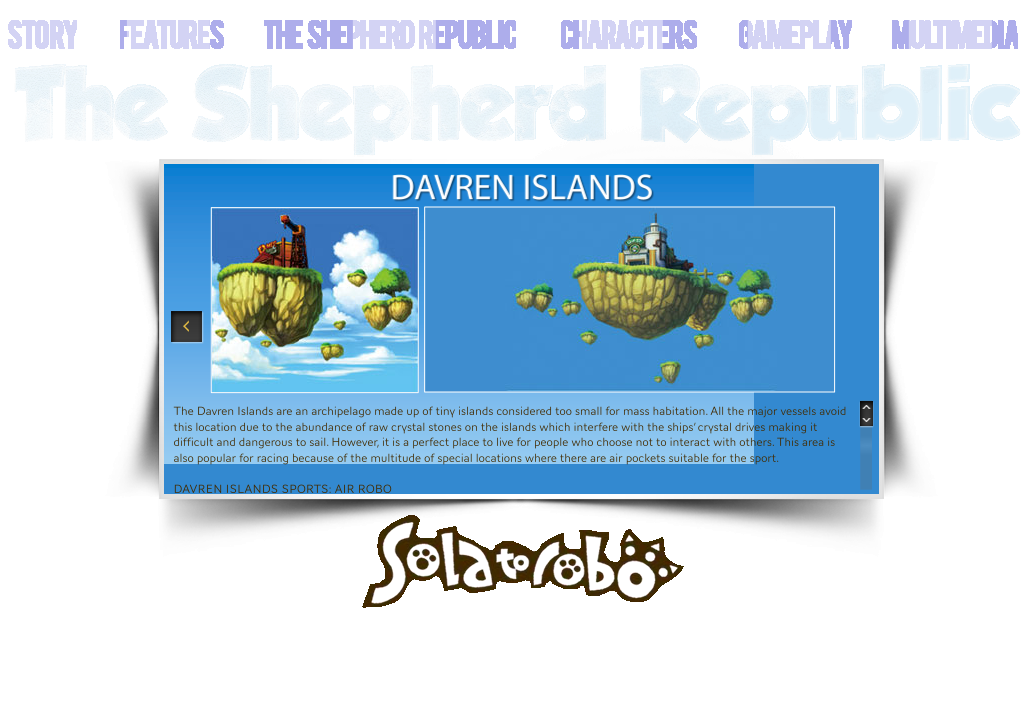 STORY FEATURES THE SHEPHERD REPUBLIC CHARACTERS GAMEPLAY MULTIMEDIA
The Shepherd Republic
DAVREN ISLANDS
The Davren Islands are an archipelago made up of tiny islands considered too small for mass habitation. All the major vessels avoid
this location due to the abundance of raw crystal stones on the islands which interfere with the ships' crystal drives making it
difficult and dangerous to sail. However, it is a perfect place to live for people who choose not to interact with others. This area is
also popular for racing because of the multitude of special locations where there are air pockets suitable for the sport.
DAVREN ISLANDS SPORTS: AIR ROBO
Solatorobo